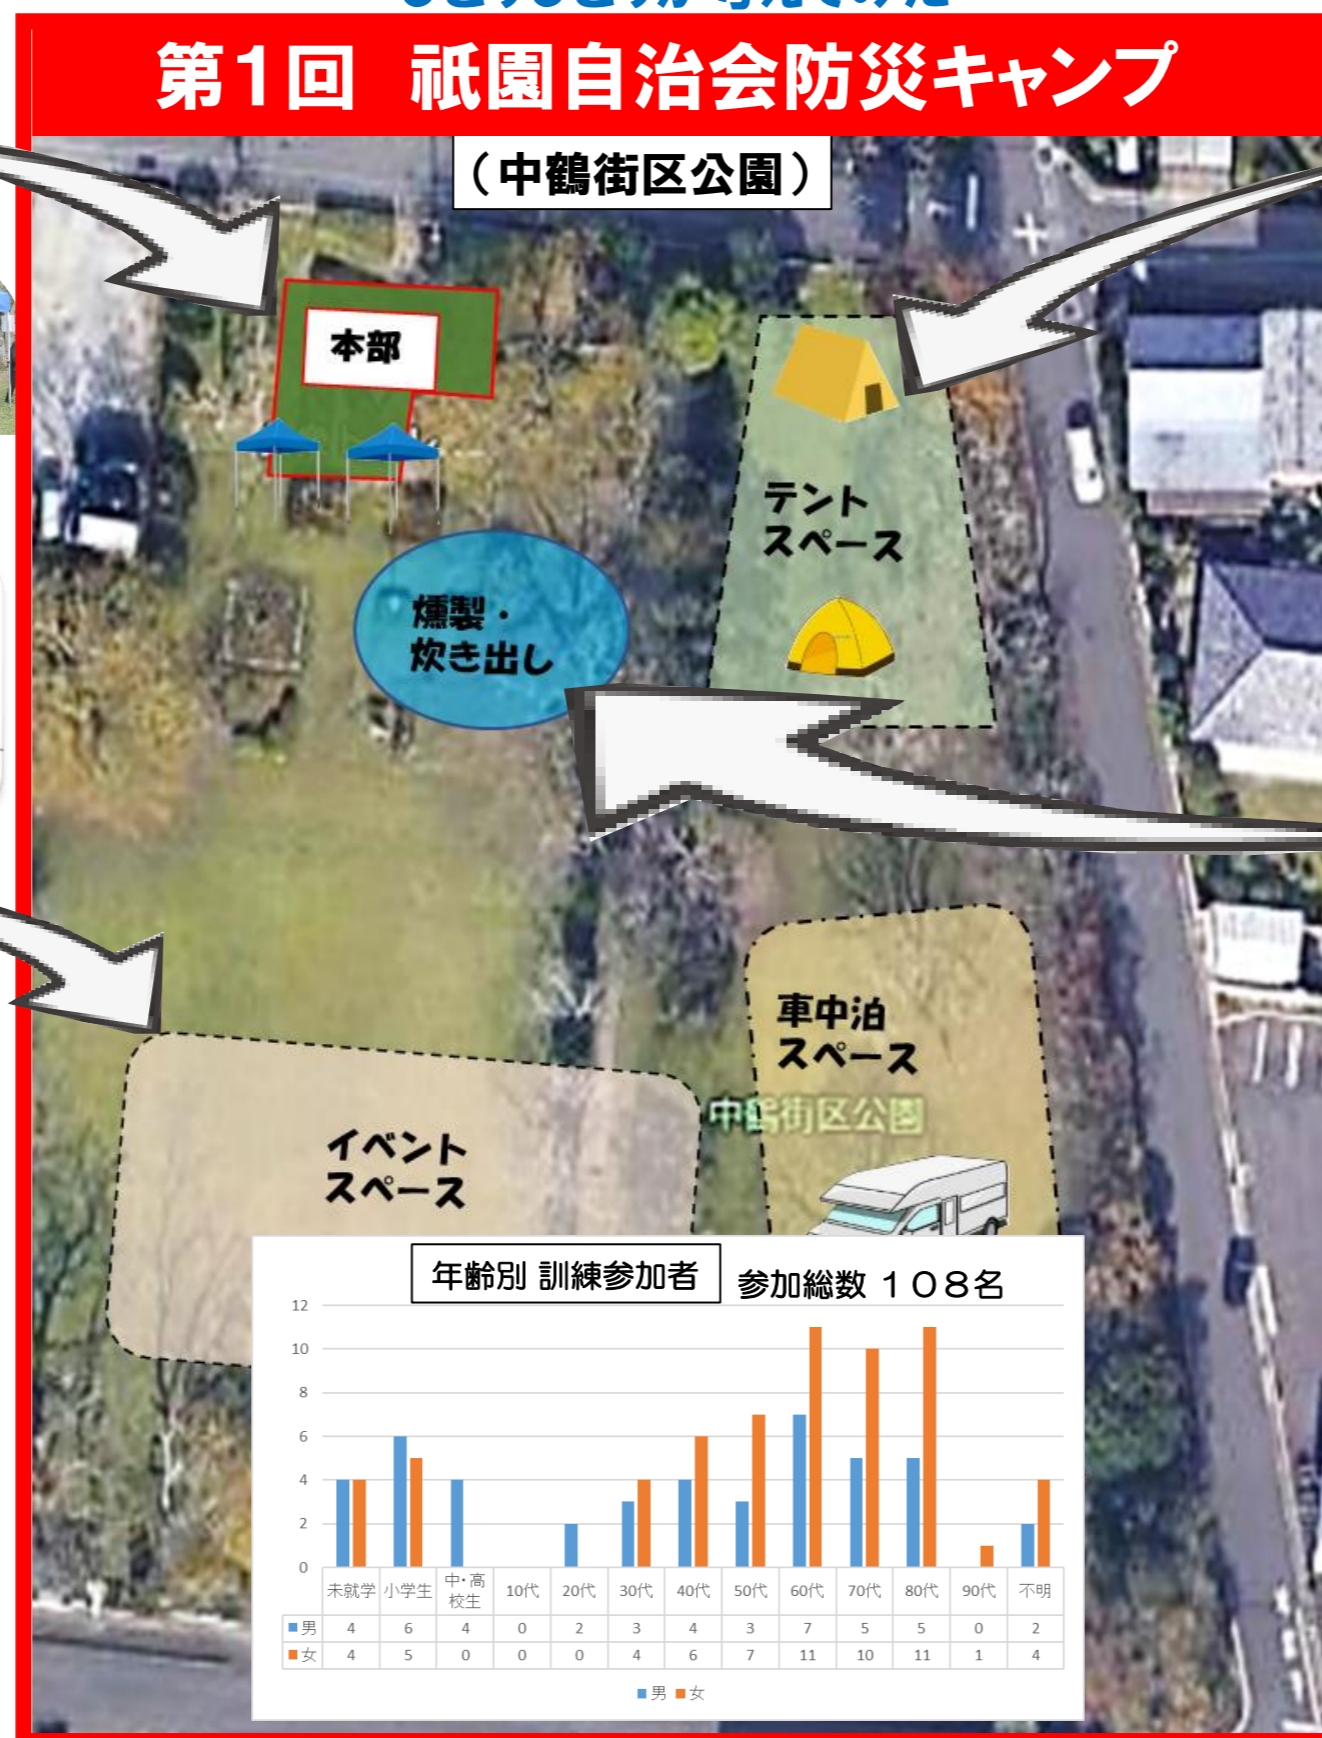 第1回 祇園自治会防災キャンプ
（中鶴街区公園）
本部
テント
スペース
燻製・
炊き出し
車中泊
スペース
中鶴街区公園
イベント
スペース
年齢別 訓練参加者
参加総数 108名
12
10
8
6
4
2
0
未就学 小学生 中・高校生 10代 20代 30代 40代 50代 60代 70代 80代 90代 不明
男 4 6 4 0 2 3 4 3 7 5 5 0 2
女 4 5 0 0 0 4 6 7 11 10 11 1 4
男 女